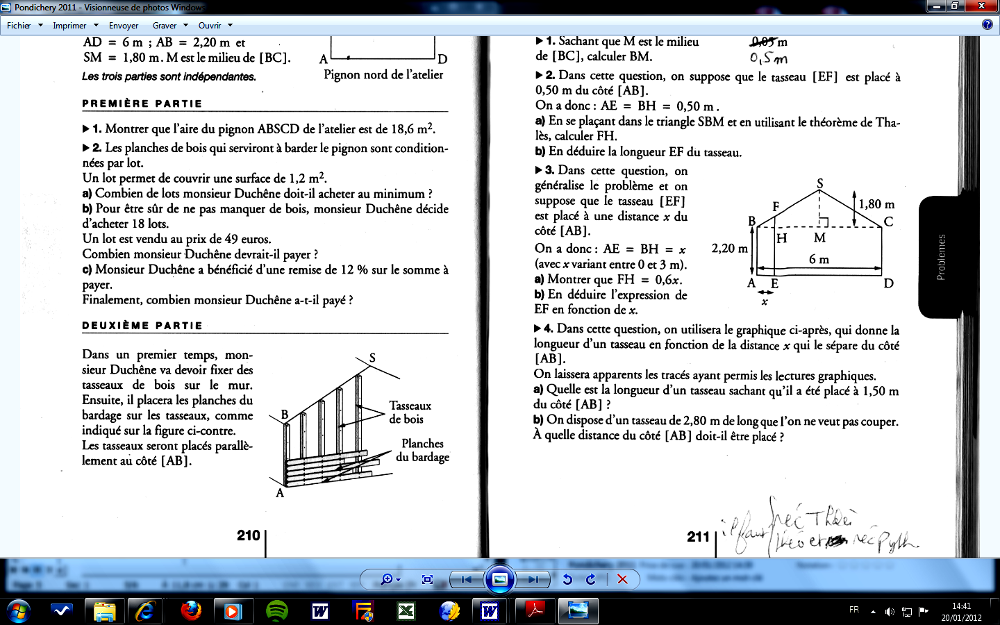 Pondichery 2011 - Visionneuse de photos Windows
Fichier Imprimer Envoyer Graver Ouvrir
AD = 6 m ; AB = 2,20 m et
SM = 1,80 m. M est le milieu de [BC].
Les trois parties sont indépendantes.
A D
Pignon nord de l'atelier
PREMIÈRE PARTIE
▶ 1. Montrer que l'aire du pignon ABSCD de l'atelier est de 18,6 m².
▶ 2. Les planches de bois qui serviront à barder le pignon sont condition-
nées par lot.
Un lot permet de couvrir une surface de 1,2 m².
a) Combien de lots monsieur Duchêne doit-il acheter au minimum ?
b) Pour être sûr de ne pas manquer de bois, monsieur Duchêne décide
d'acheter 18 lots.
Un lot est vendu au prix de 49 euros.
Combien monsieur Duchêne devrait-il payer ?
c) Monsieur Duchêne a bénéficié d'une remise de 12 % sur le somme à
payer.
Finalement, combien monsieur Duchêne a-t-il payé ?
DEUXIÈME PARTIE
Dans un premier temps, mon-
sieur Duchêne va devoir fixer des
tasseaux de bois sur le mur.
Ensuite, il placera les planches du
bardage sur les tasseaux, comme
indiqué sur la figure ci-contre.
Les tasseaux seront placés parallè-
lement au côté [AB].
S
B
Tasseaux
de bois
Planches
du bardage
A
210
▶ 1. Sachant que M est le milieu
de [BC], calculer BM.
0,05 m
0,5 m
▶ 2. Dans cette question, on suppose que le tasseau [EF] est placé à
0,50 m du côté [AB].
On a donc : AE = BH = 0,50 m.
a) En se plaçant dans le triangle SBM et en utilisant le théorème de Tha-
lès, calculer FH.
b) En déduire la longueur EF du tasseau.
▶ 3. Dans cette question, on
généralise le problème et on
suppose que le tasseau [EF]
est placé à une distance x du
côté [AB].
On a donc : AE = BH = x
(avec x variant entre 0 et 3 m).
a) Montrer que FH = 0,6x.
b) En déduire l'expression de
EF en fonction de x.
S
F
1,80 m
B C
H M
2,20 m
6 m
A E D
x
▶ 4. Dans cette question, on utilisera le graphique ci-après, qui donne la
longueur d'un tasseau en fonction de la distance x qui le sépare du côté
[AB].
On laissera apparents les tracés ayant permis les lectures graphiques.
a) Quelle est la longueur d'un tasseau sachant qu'il a été placé à 1,50 m
du côté [AB] ?
b) On dispose d'un tasseau de 2,80 m de long que l'on ne veut pas couper.
À quelle distance du côté [AB] doit-il être placé ?
211
il faut
Problemes
FR
14:41
20/01/2012